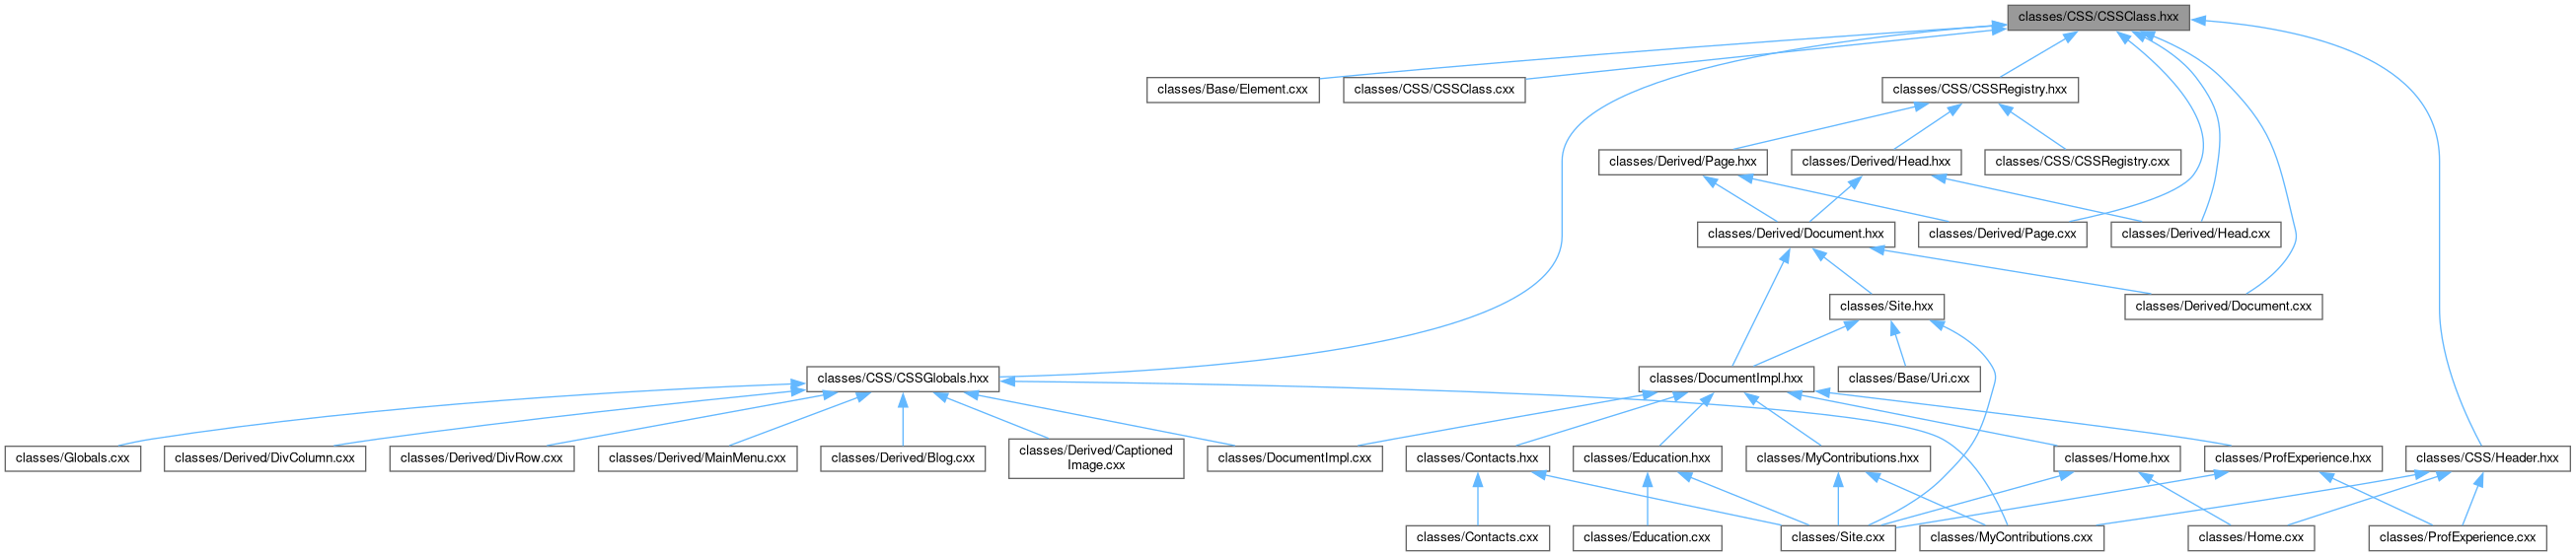 classes/CSS/CSSClass.hxx
classes/Base/Element.cxx
classes/CSS/CSSClass.cxx
classes/CSS/CSSRegistry.hxx
classes/Derived/Page.hxx
classes/Derived/Head.hxx
classes/CSS/CSSRegistry.cxx
classes/Derived/Document.hxx
classes/Derived/Page.cxx
classes/Derived/Head.cxx
classes/Site.hxx
classes/Derived/Document.cxx
classes/CSS/CSSGlobals.hxx
classes/DocumentImpl.hxx
classes/Base/Uri.cxx
classes/Globals.cxx
classes/Derived/DivColumn.cxx
classes/Derived/DivRow.cxx
classes/Derived/MainMenu.cxx
classes/Derived/Blog.cxx
classes/Derived/Captioned
Image.cxx
classes/DocumentImpl.cxx
classes/Contacts.hxx
classes/Education.hxx
classes/MyContributions.hxx
classes/Home.hxx
classes/ProfExperience.hxx
classes/CSS/Header.hxx
classes/Contacts.cxx
classes/Education.cxx
classes/Site.cxx
classes/MyContributions.cxx
classes/Home.cxx
classes/ProfExperience.cxx